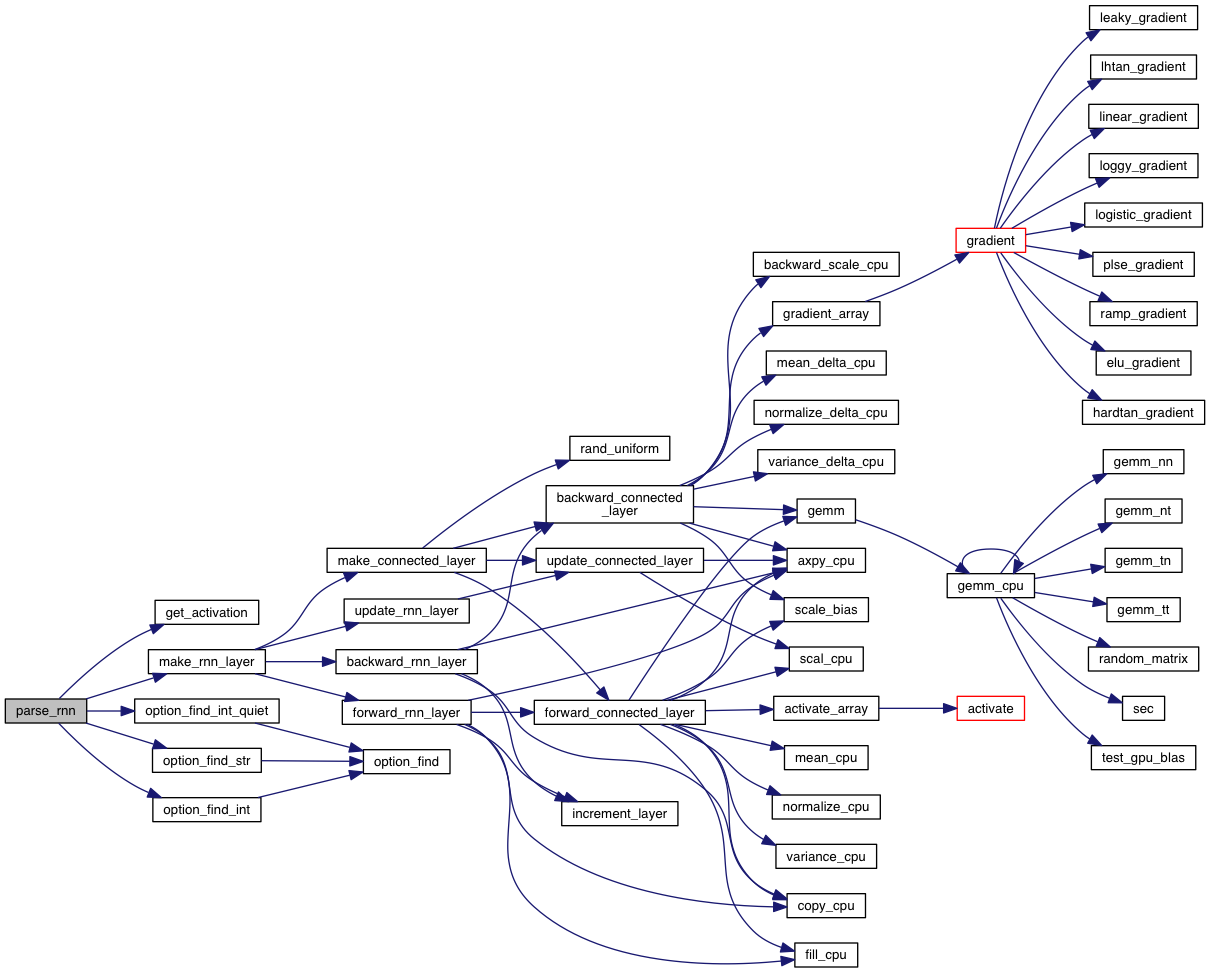 parse_rnn
get_activation
make_rnn_layer
option_find_int_quiet
option_find_str
option_find_int
make_connected_layer
update_rnn_layer
backward_rnn_layer
forward_rnn_layer
option_find
rand_uniform
backward_connected
_layer
update_connected_layer
forward_connected_layer
increment_layer
backward_scale_cpu
gradient_array
mean_delta_cpu
normalize_delta_cpu
variance_delta_cpu
gemm
axpy_cpu
scale_bias
scal_cpu
activate_array
mean_cpu
normalize_cpu
variance_cpu
copy_cpu
fill_cpu
gradient
gemm_cpu
activate
leaky_gradient
lhtan_gradient
linear_gradient
loggy_gradient
logistic_gradient
plse_gradient
ramp_gradient
elu_gradient
hardtan_gradient
gemm_nn
gemm_nt
gemm_tn
gemm_tt
random_matrix
sec
test_gpu_blas